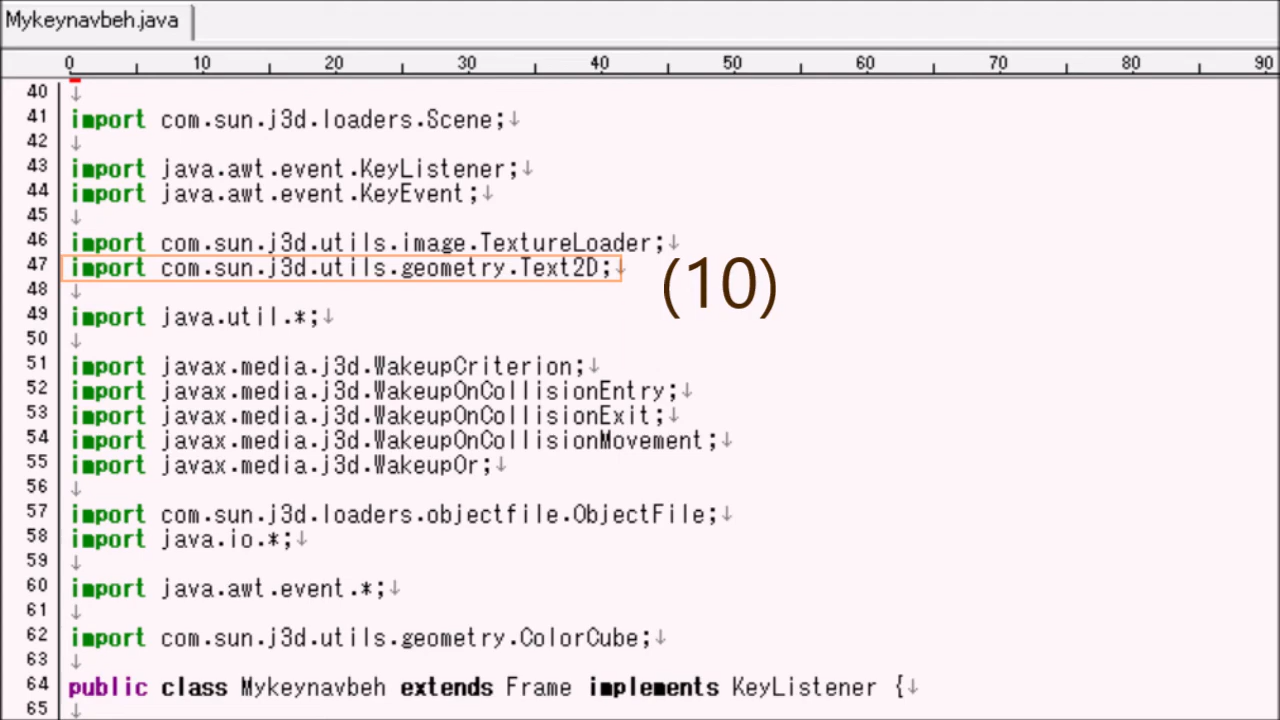 Mykeynavbeh.java
0 10 20 30 40 50 60 70 80 90
40 ↓
41 import com.sun.j3d.loaders.Scene;↓
42 ↓
43 import java.awt.event.KeyListener;↓
44 import java.awt.event.KeyEvent;↓
45 ↓
46 import com.sun.j3d.utils.image.TextureLoader;↓
47 import com.sun.j3d.utils.geometry.Text2D;↓ (10)
48 ↓
49 import java.util.*;↓
50 ↓
51 import javax.media.j3d.WakeupCriterion;↓
52 import javax.media.j3d.WakeupOnCollisionEntry;↓
53 import javax.media.j3d.WakeupOnCollisionExit;↓
54 import javax.media.j3d.WakeupOnCollisionMovement;↓
55 import javax.media.j3d.WakeupOr;↓
56 ↓
57 import com.sun.j3d.loaders.objectfile.ObjectFile;↓
58 import java.io.*;↓
59 ↓
60 import java.awt.event.*;↓
61 ↓
62 import com.sun.j3d.utils.geometry.ColorCube;↓
63 ↓
64 public class Mykeynavbeh extends Frame implements KeyListener {↓
65 ↓